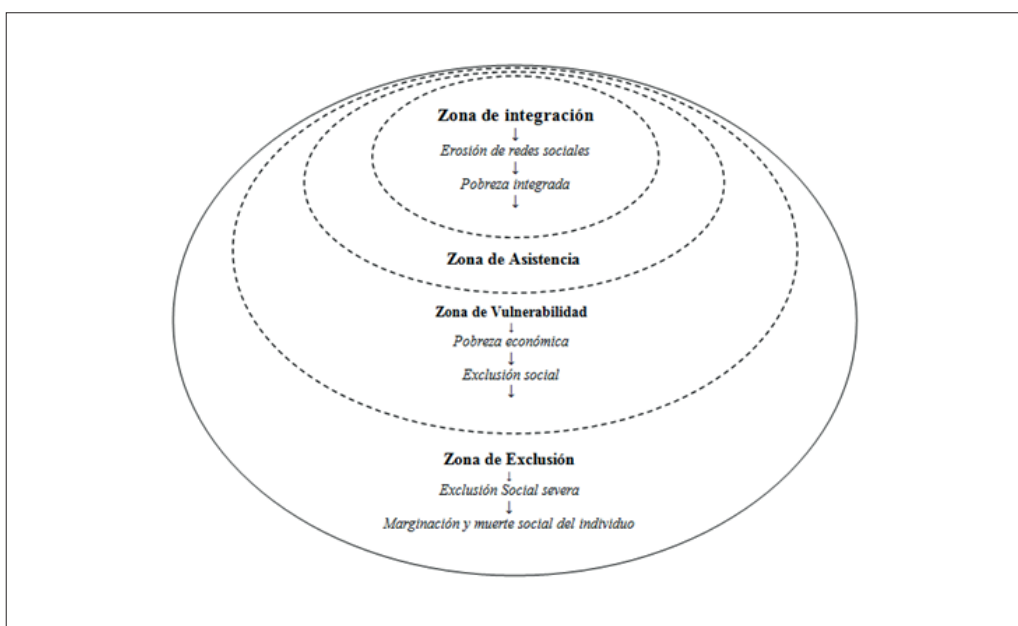 Zona de integración
↓
Erosión de redes sociales
↓
Pobreza integrada
↓
Zona de Asistencia
Zona de Vulnerabilidad
↓
Pobreza económica
↓
Exclusión social
↓
Zona de Exclusión
↓
Exclusión Social severa
↓
Marginación y muerte social del individuo